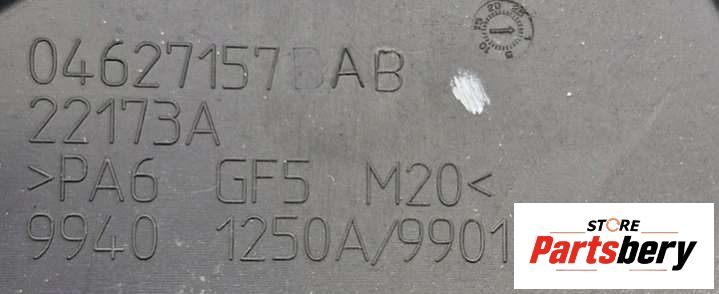 04627157BAB
22173A
>PA6 GF5 M20<
9940 1250A/9901
STORE
Partsbery